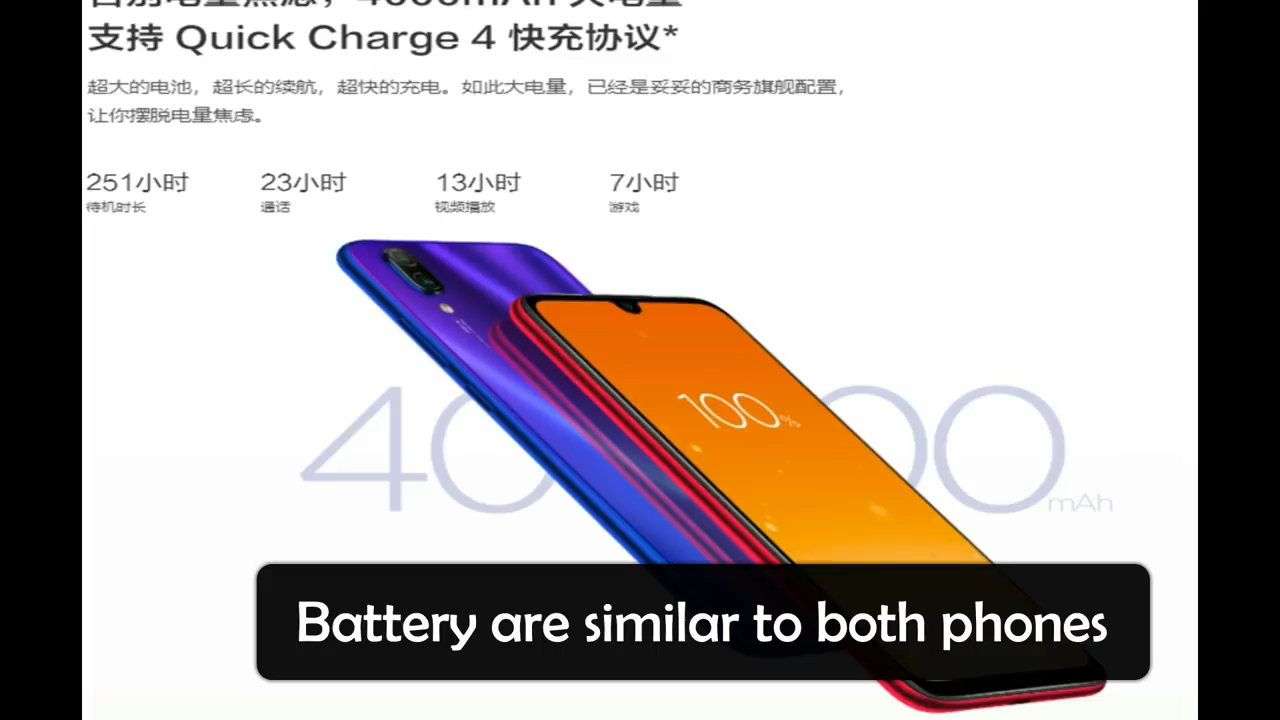 支持 Quick Charge 4 快充协议*
超大的电池，超长的续航，超快的充电。如此大电量，已经是妥妥的商务旗舰配置，
让你摆脱电量焦虑。
251小时 23小时 13小时 7小时
待机时长 通话 视频播放 游戏
100%
mAh
Battery are similar to both phones